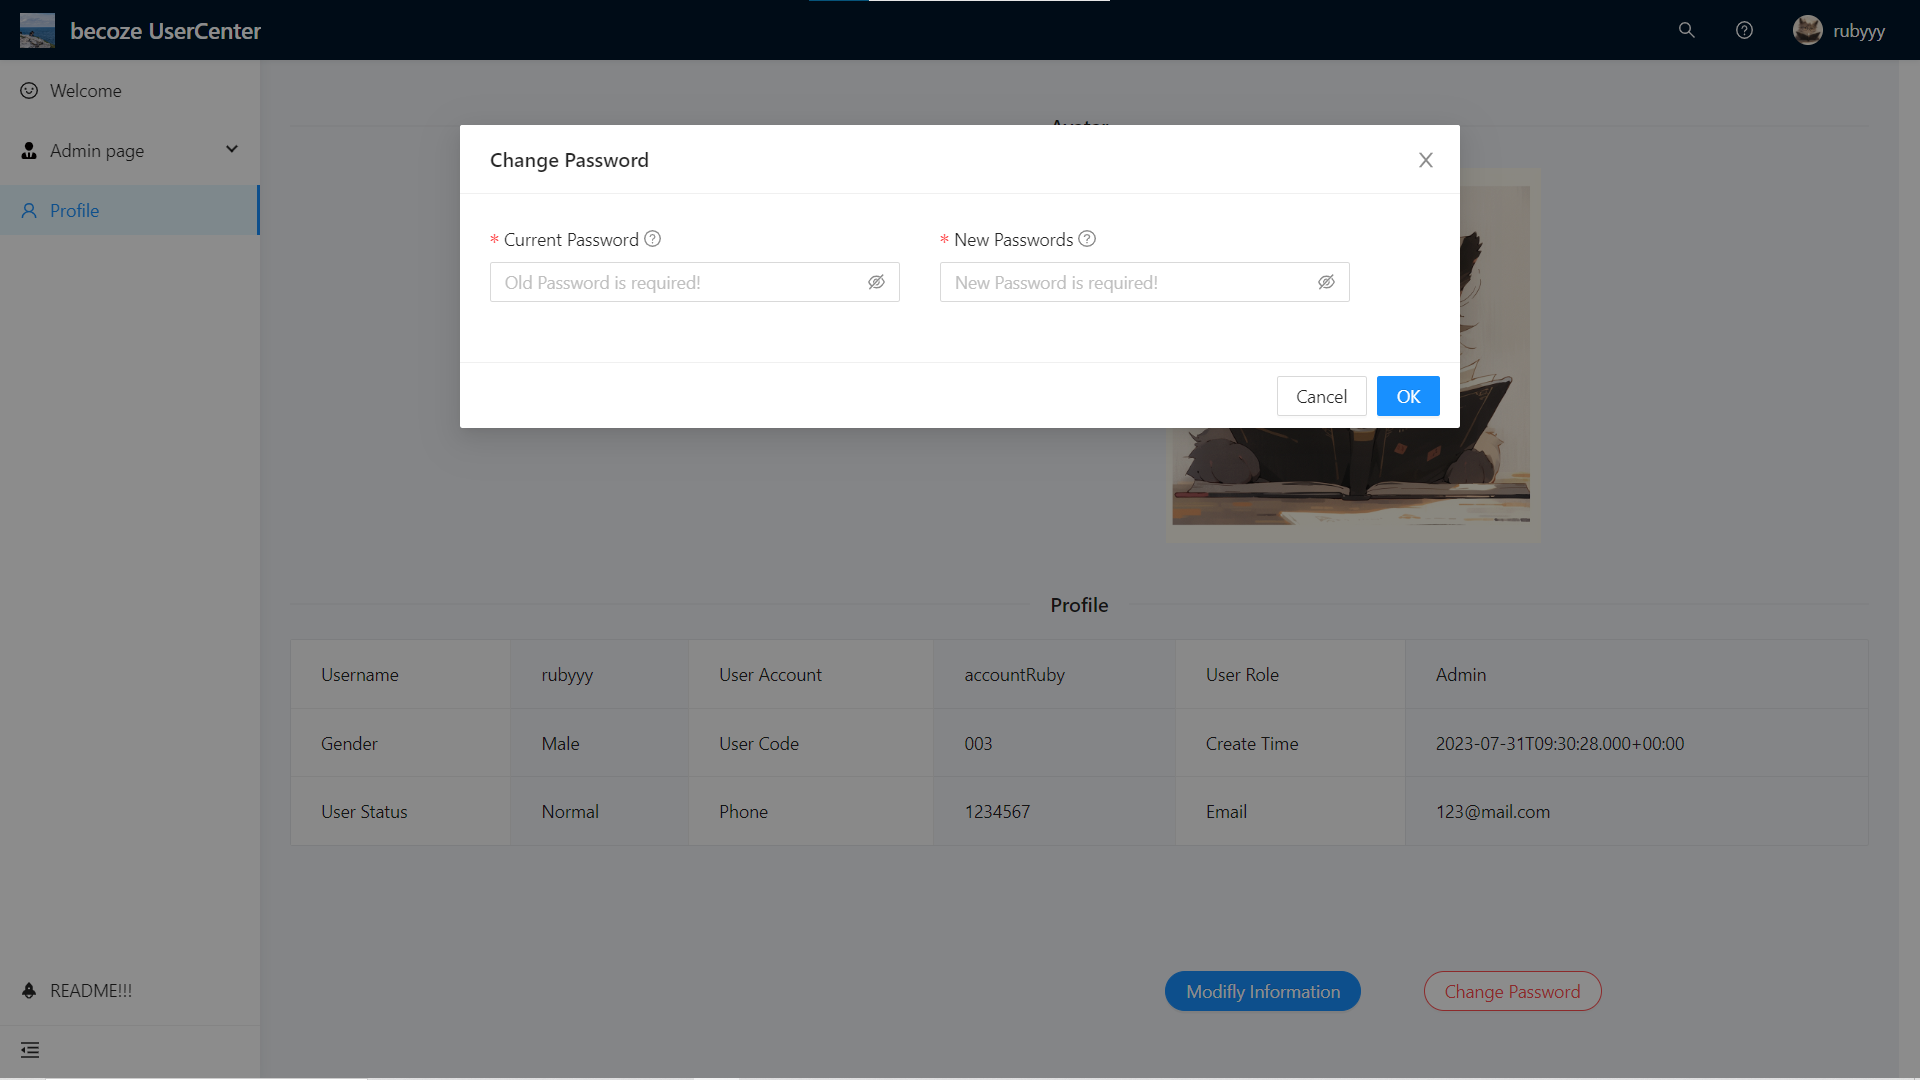 becoze UserCenter
rubyyy
Welcome
Admin page
Profile
Avatar
Change Password
* Current Password
* New Passwords
Old Password is required!
New Password is required!
Cancel
OK
Profile
Username rubyyy User Account accountRuby User Role Admin
Gender Male User Code 003 Create Time 2023-07-31T09:30:28.000+00:00
User Status Normal Phone 1234567 Email 123@mail.com
README!!!
Modifly Information
Change Password